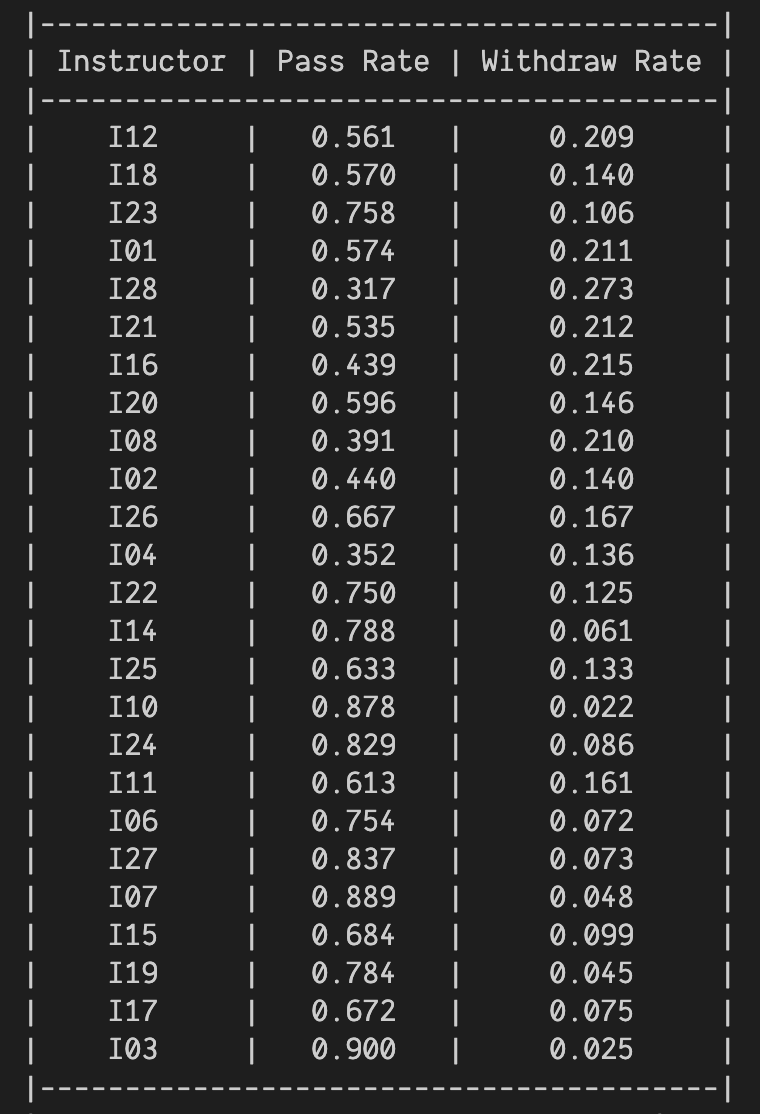 |----------------------------------------|
| Instructor | Pass Rate | Withdraw Rate |
|----------------------------------------|
|    I12     |   0.561   |     0.209     |
|    I18     |   0.570   |     0.140     |
|    I23     |   0.758   |     0.106     |
|    I01     |   0.574   |     0.211     |
|    I28     |   0.317   |     0.273     |
|    I21     |   0.535   |     0.212     |
|    I16     |   0.439   |     0.215     |
|    I20     |   0.596   |     0.146     |
|    I08     |   0.391   |     0.210     |
|    I02     |   0.440   |     0.140     |
|    I26     |   0.667   |     0.167     |
|    I04     |   0.352   |     0.136     |
|    I22     |   0.750   |     0.125     |
|    I14     |   0.788   |     0.061     |
|    I25     |   0.633   |     0.133     |
|    I10     |   0.878   |     0.022     |
|    I24     |   0.829   |     0.086     |
|    I11     |   0.613   |     0.161     |
|    I06     |   0.754   |     0.072     |
|    I27     |   0.837   |     0.073     |
|    I07     |   0.889   |     0.048     |
|    I15     |   0.684   |     0.099     |
|    I19     |   0.784   |     0.045     |
|    I17     |   0.672   |     0.075     |
|    I03     |   0.900   |     0.025     |
|----------------------------------------|